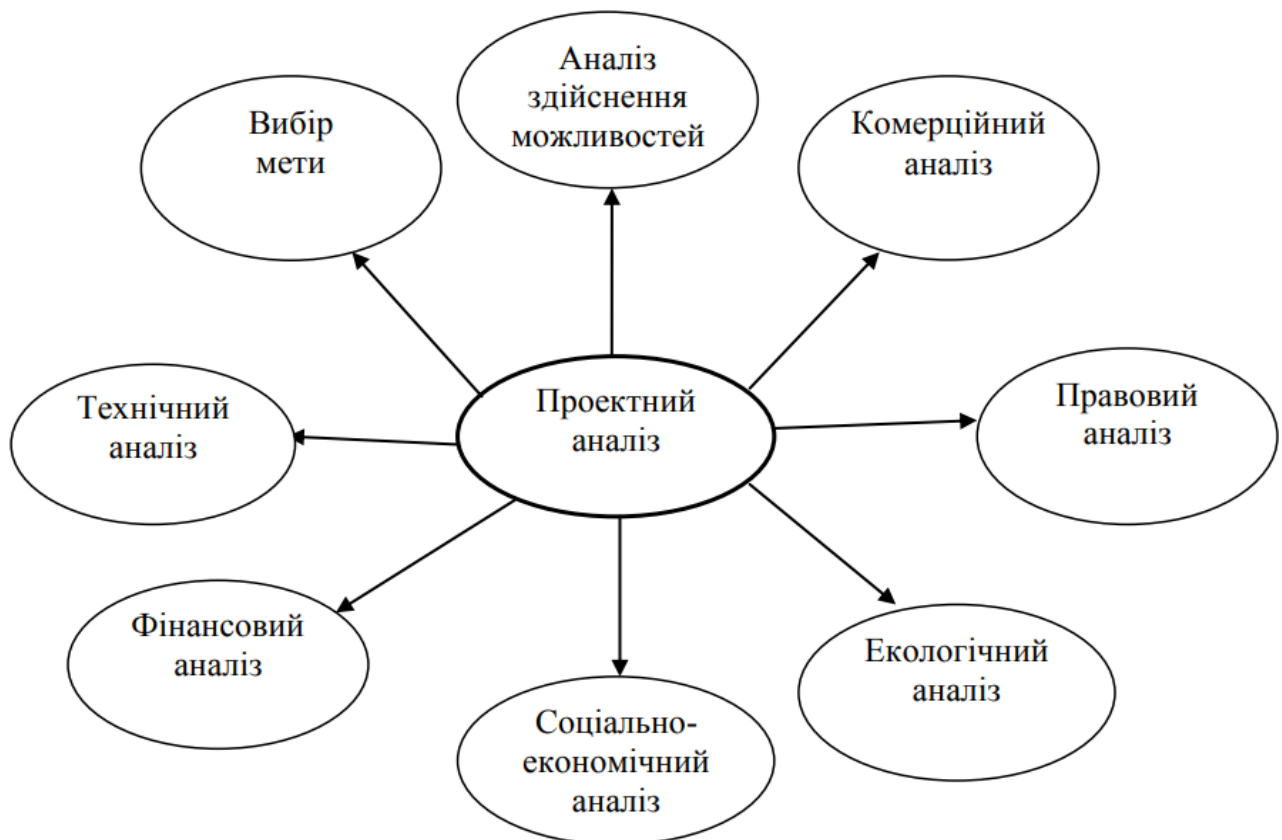 Аналіз
здійснення
можливостей
Вибір
мети
Комерційний
аналіз
Технічний
аналіз
Проектний
аналіз
Правовий
аналіз
Фінансовий
аналіз
Екологічний
аналіз
Соціально-
економічний
аналіз